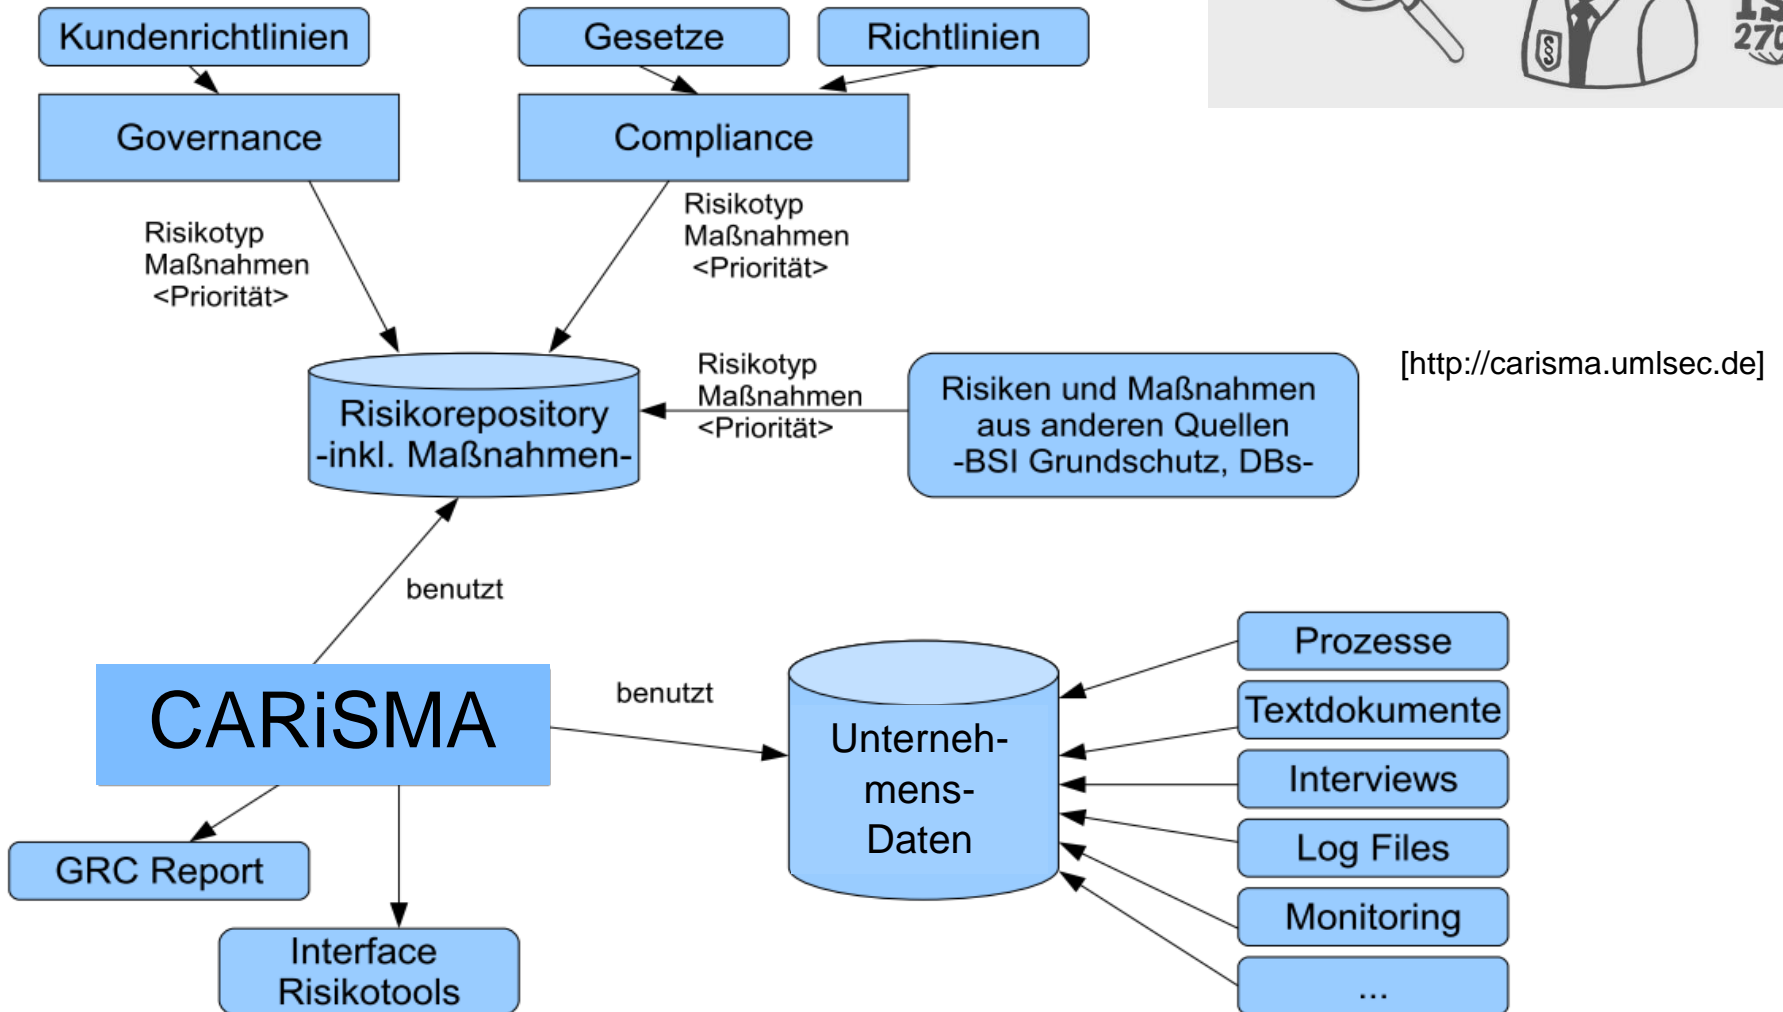 Kundenrichtlinien
Gesetze
Richtlinien
Governance
Compliance
Risikotyp
Maßnahmen
<Priorität>
Risikotyp
Maßnahmen
<Priorität>
Risikorepository
-inkl. Maßnahmen-
Risikotyp
Maßnahmen
<Priorität>
Risiken und Maßnahmen
aus anderen Quellen
-BSI Grundschutz, DBs-
[http://carisma.umlsec.de]
benutzt
CARiSMA
benutzt
Unterneh-
mens-
Daten
Prozesse
Textdokumente
Interviews
Log Files
Monitoring
...
GRC Report
Interface
Risikotools
§